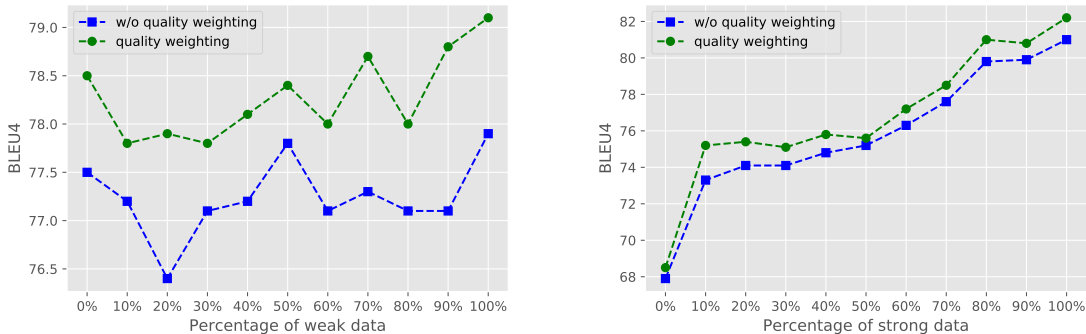 w/o quality weighting
quality weighting
79.0
78.5
78.0
77.5
77.0
76.5
BLEU4
0% 10% 20% 30% 40% 50% 60% 70% 80% 90% 100%
Percentage of weak data
w/o quality weighting
quality weighting
82
80
78
76
74
72
70
68
BLEU4
0% 10% 20% 30% 40% 50% 60% 70% 80% 90% 100%
Percentage of strong data